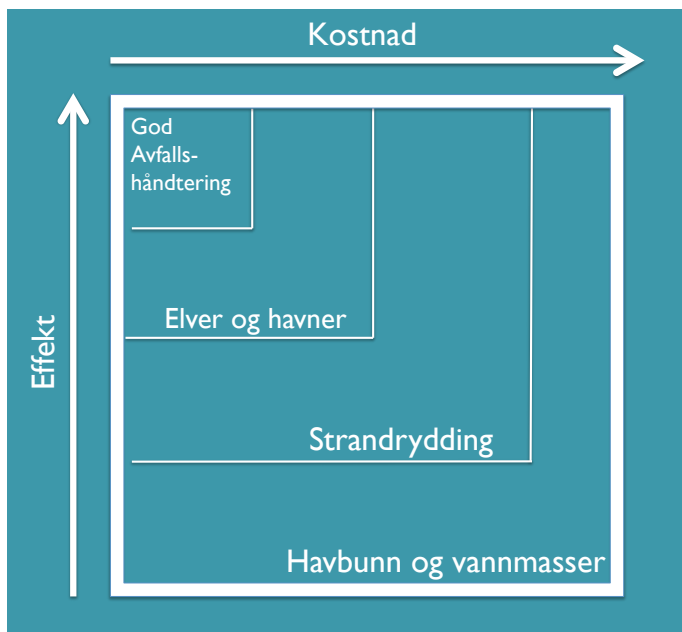 Kostnad
Effekt
God
Avfalls-
håndtering
Elver og havner
Strandrydding
Havbunn og vannmasser